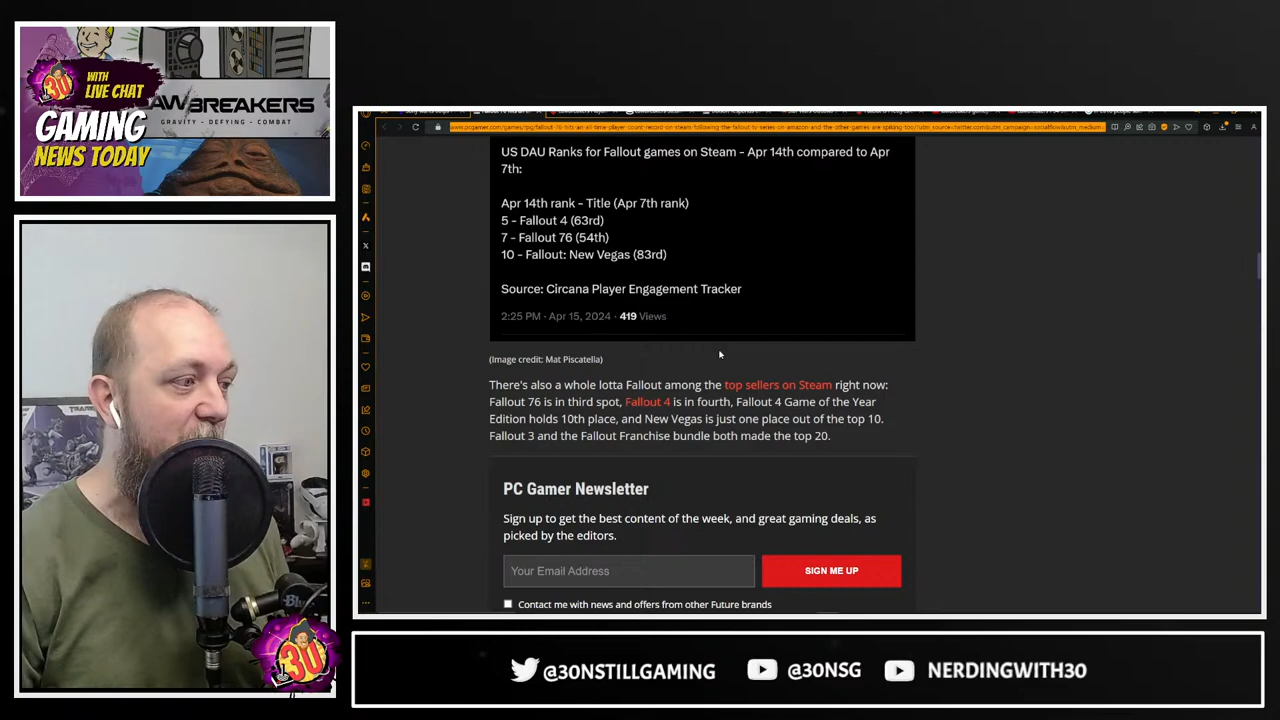 30
WITH
LIVE CHAT
GAMING
NEWS TODAY
AWBREAKERS
GRAVITY - DEFYING - COMBAT
US DAU Ranks for Fallout games on Steam - Apr 14th compared to Apr
7th:
Apr 14th rank - Title (Apr 7th rank)
5 - Fallout 4 (63rd)
7 - Fallout 76 (54th)
10 - Fallout: New Vegas (83rd)
Source: Circana Player Engagement Tracker
2:25 PM · Apr 15, 2024 · 419 Views
(Image credit: Mat Piscatella)
There's also a whole lotta Fallout among the top sellers on Steam right now:
Fallout 76 is in third spot, Fallout 4 is in fourth, Fallout 4 Game of the Year
Edition holds 10th place, and New Vegas is just one place out of the top 10.
Fallout 3 and the Fallout Franchise bundle both made the top 20.
PC Gamer Newsletter
Sign up to get the best content of the week, and great gaming deals, as
picked by the editors.
Your Email Address
SIGN ME UP
Contact me with news and offers from other Future brands
Blue
30
@30NSTILLGAMING
@30NSG
NERDINGWITH30